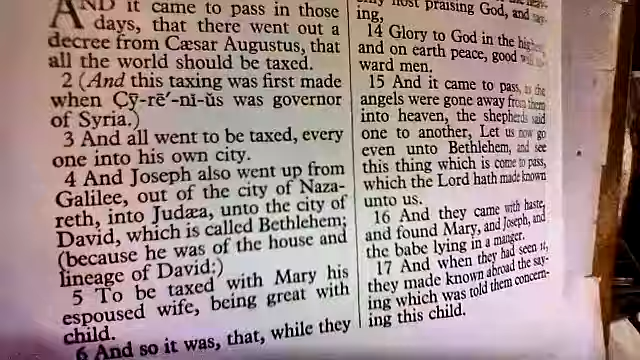 AND it came to pass in those
days, that there went out a
decree from Cæsar Augustus, that
all the world should be taxed.
2 (And this taxing was first made
when Cȳ-rē′-nĭ-ŭs was governor
of Syria.)
3 And all went to be taxed, every
one into his own city.
4 And Joseph also went up from
Galilee, out of the city of Naza-
reth, into Judæa, unto the city of
David, which is called Bethlehem;
(because he was of the house and
lineage of David:)
5 To be taxed with Mary his
espoused wife, being great with
child.
6 And so it was, that, while they
host praising God, and say-
ing,
14 Glory to God in the highest,
and on earth peace, good will to-
ward men.
15 And it came to pass, as the
angels were gone away from them
into heaven, the shepherds said
one to another, Let us now go
even unto Bethlehem, and see
this thing which is come to pass,
which the Lord hath made known
unto us.
16 And they came with haste,
and found Mary, and Joseph, and
the babe lying in a manger.
17 And when they had seen it,
they made known abroad the say-
ing which was told them concern-
ing this child.